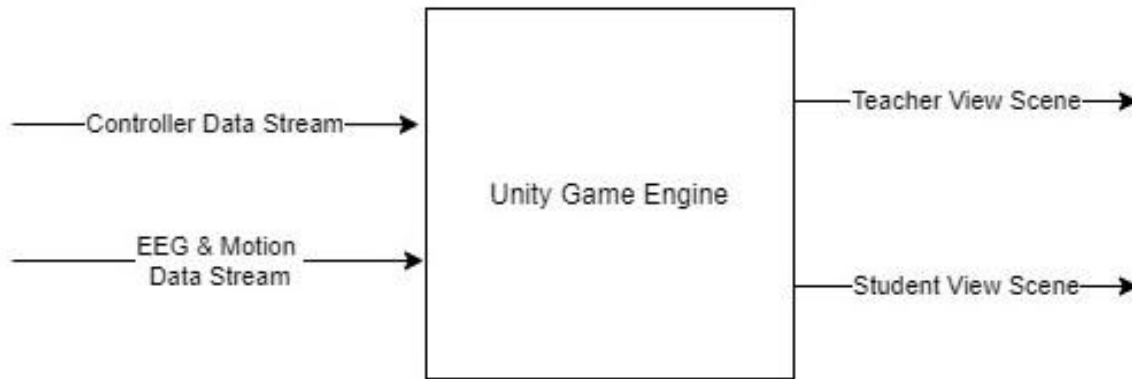 Controller Data Stream
EEG & Motion
Data Stream
Unity Game Engine
Teacher View Scene
Student View Scene